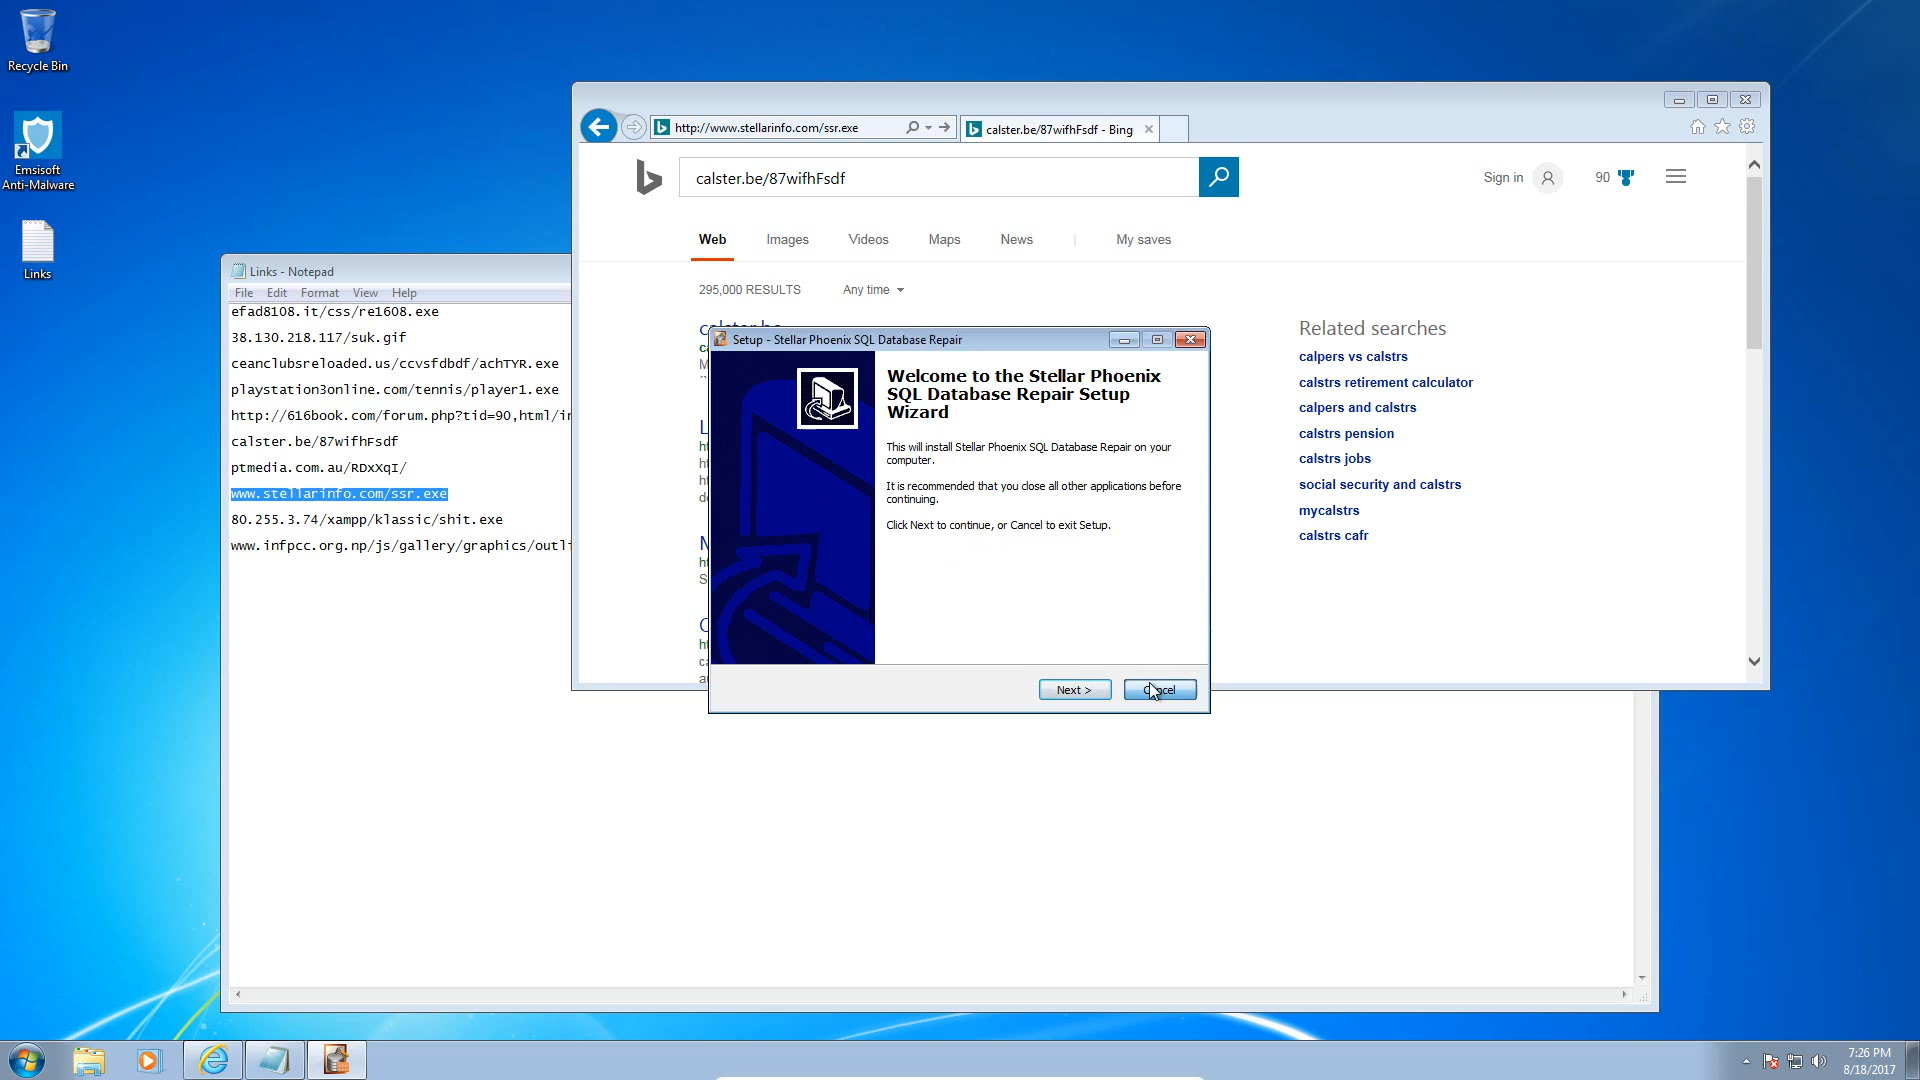 Recycle Bin
Emsisoft
Anti-Malware
Links
Links - Notepad
File Edit Format View Help
efad8108.it/css/re1608.exe
38.130.218.117/suk.gif
ceanclubsreloaded.us/ccvsfdbdf/achTYR.exe
playstation3online.com/tennis/player1.exe
http://616book.com/forum.php?tid=90,html/in
calster.be/87wifhFsdf
ptmedia.com.au/RDxXqI/
www.stellarinfo.com/ssr.exe
80.255.3.74/xampp/klassic/shit.exe
www.infpcc.org.np/js/gallery/graphics/outli
http://www.stellarinfo.com/ssr.exe
calster.be/87wifhFsdf - Bing
calster.be/87wifhFsdf
Sign in
90
Web Images Videos Maps News | My saves
295,000 RESULTS Any time
Related searches
calpers vs calstrs
calstrs retirement calculator
calpers and calstrs
calstrs pension
calstrs jobs
social security and calstrs
mycalstrs
calstrs cafr
Setup - Stellar Phoenix SQL Database Repair
Welcome to the Stellar Phoenix
SQL Database Repair Setup
Wizard
This will install Stellar Phoenix SQL Database Repair on your
computer.
It is recommended that you close all other applications before
continuing.
Click Next to continue, or Cancel to exit Setup.
Next > Cancel
7:26 PM
8/18/2017